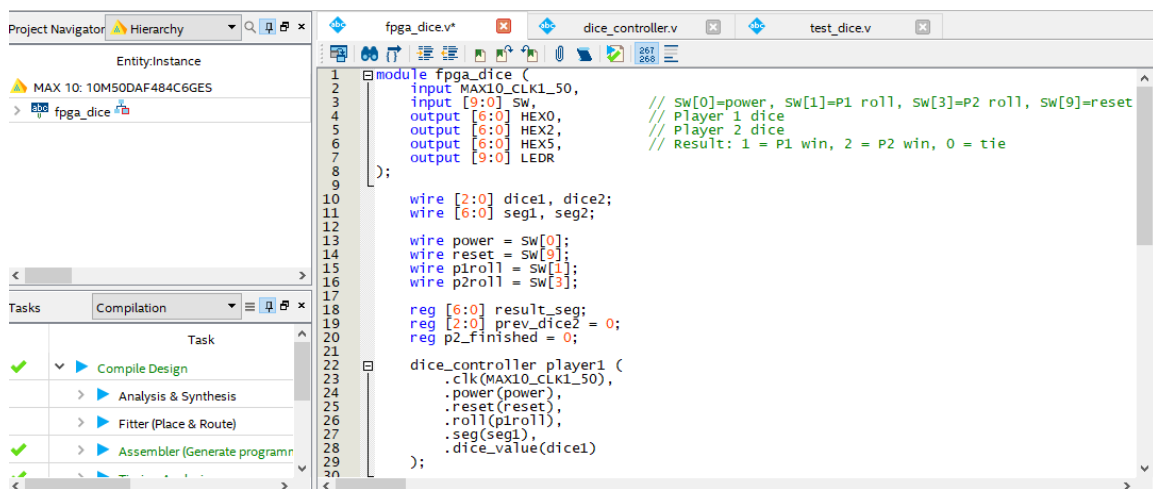 Project Navigator Hierarchy
Entity:Instance
MAX 10: 10M50DAF484C6GES
fpga_dice
Tasks Compilation
Task
Compile Design
Analysis & Synthesis
Fitter (Place & Route)
Assembler (Generate programm
fpga_dice.v* dice_controller.v test_dice.v
267
268
1 module fpga_dice (
2 input MAX10_CLK1_50,
3 input [9:0] SW, // SW[0]=power, SW[1]=P1 roll, SW[3]=P2 roll, SW[9]=reset
4 output [6:0] HEX0, // Player 1 dice
5 output [6:0] HEX2, // Player 2 dice
6 output [6:0] HEX5, // Result: 1 = P1 win, 2 = P2 win, 0 = tie
7 output [9:0] LEDR
8 );
9
10 wire [2:0] dice1, dice2;
11 wire [6:0] seg1, seg2;
12
13 wire power = SW[0];
14 wire reset = SW[9];
15 wire p1roll = SW[1];
16 wire p2roll = SW[3];
17
18 reg [6:0] result_seg;
19 reg [2:0] prev_dice2 = 0;
20 reg p2_finished = 0;
21
22 dice_controller player1 (
23 .clk(MAX10_CLK1_50),
24 .power(power),
25 .reset(reset),
26 .roll(p1roll),
27 .seg(seg1),
28 .dice_value(dice1)
29 );
30